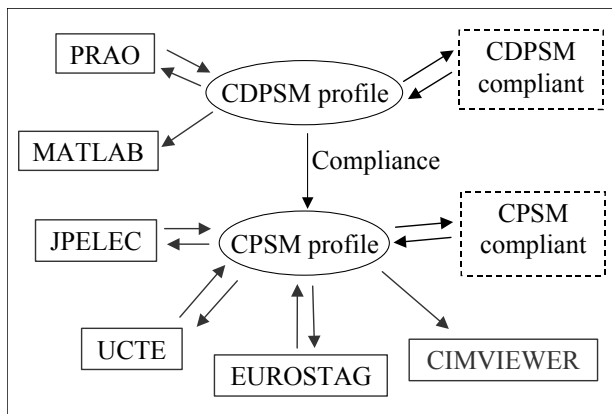 PRAO
CDPSM
compliant
CDPSM profile
MATLAB
Compliance
JPELEC
CPSM profile
CPSM
compliant
UCTE
EUROSTAG
CIMVIEWER